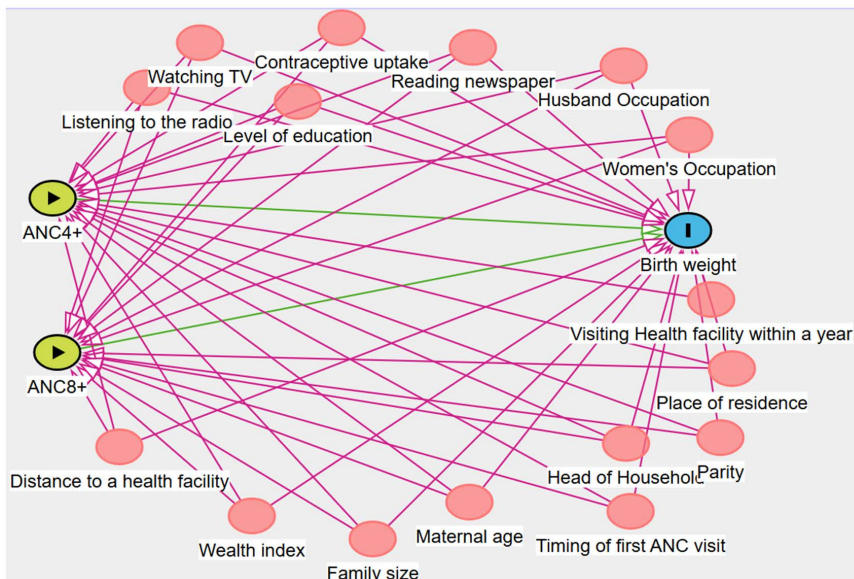 Watching TV
Contraceptive uptake
Reading newspaper
Husband Occupation
Listening to the radio
Level of education
Women's Occupation
ANC4+
Birth weight
Visiting Health facility within a year
ANC8+
Place of residence
Distance to a health facility
Head of Household
Parity
Wealth index
Family size
Maternal age
Timing of first ANC visit